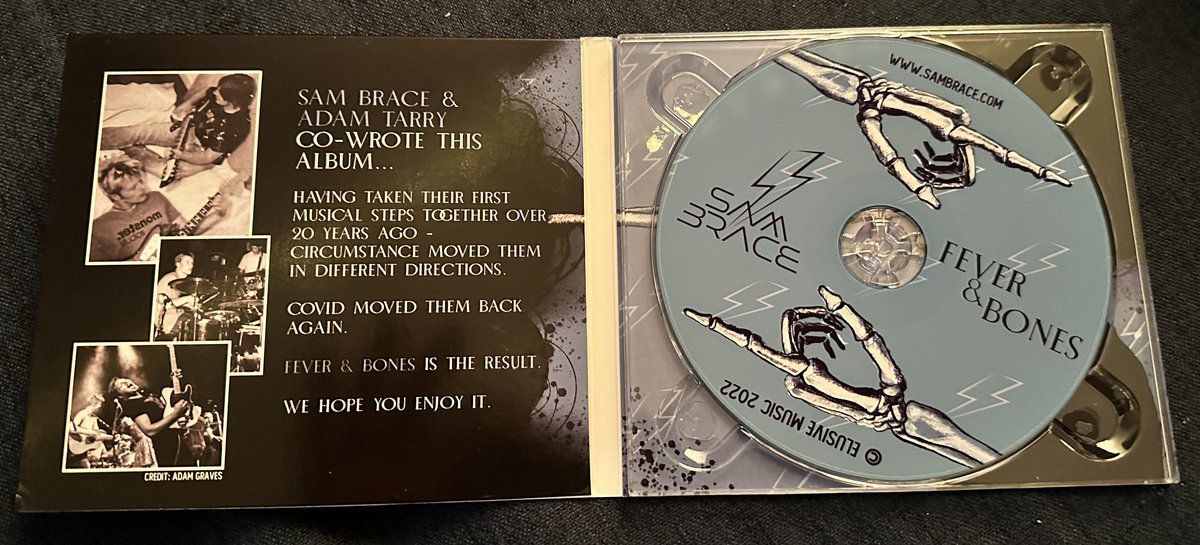 SAM BRACE &
ADAM TARRY
CO-WROTE THIS
ALBUM...
HAVING TAKEN THEIR FIRST
MUSICAL STEPS TOGETHER OVER
20 YEARS AGO -
CIRCUMSTANCE MOVED THEM
IN DIFFERENT DIRECTIONS.
COVID MOVED THEM BACK
AGAIN.
FEVER & BONES IS THE RESULT.
WE HOPE YOU ENJOY IT.
monster
CREDIT: ADAM GRAVES
WWW.SAMBRACE.COM
SAM
BRACE
FEVER
&BONES
© ELUSIVE MUSIC 2022